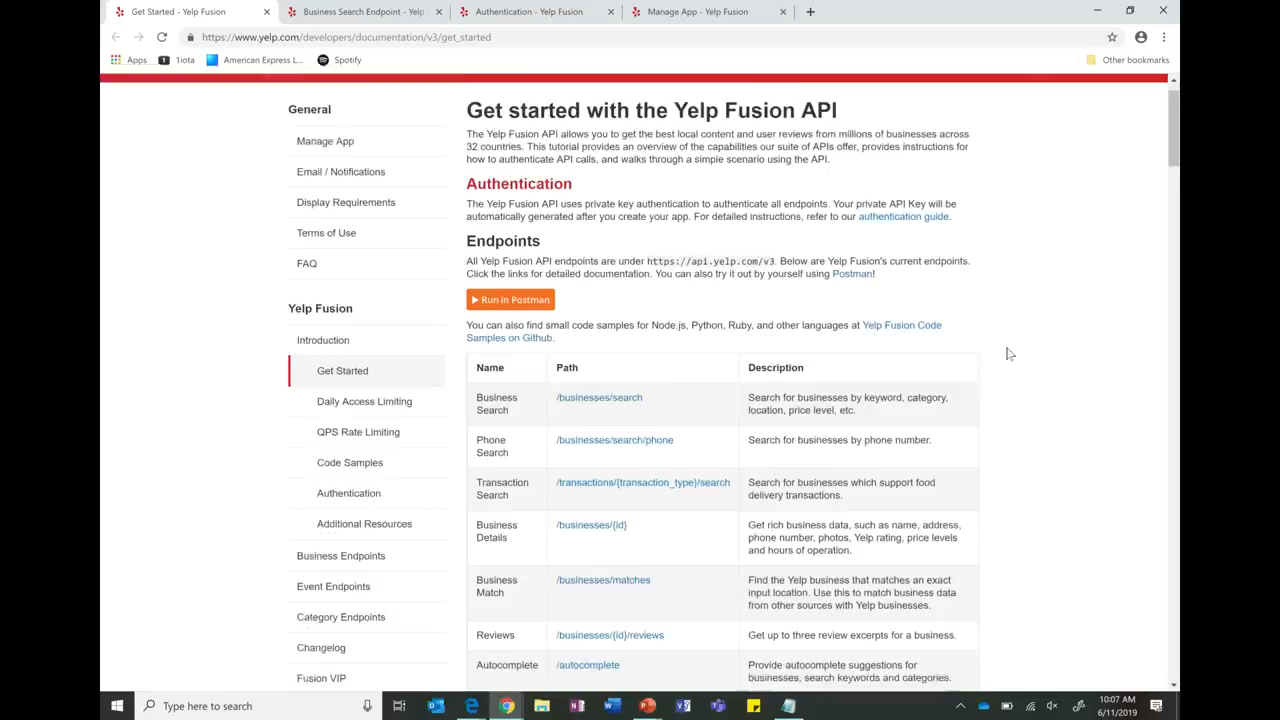 Get Started - Yelp Fusion
Business Search Endpoint - Yelp
Authentication - Yelp Fusion
Manage App - Yelp Fusion
https://www.yelp.com/developers/documentation/v3/get_started
Apps
1iota
American Express L...
Spotify
Other bookmarks
General
Manage App
Email / Notifications
Display Requirements
Terms of Use
FAQ
Yelp Fusion
Introduction
Get Started
Daily Access Limiting
QPS Rate Limiting
Code Samples
Authentication
Additional Resources
Business Endpoints
Event Endpoints
Category Endpoints
Changelog
Fusion VIP
Get started with the Yelp Fusion API
The Yelp Fusion API allows you to get the best local content and user reviews from millions of businesses across
32 countries. This tutorial provides an overview of the capabilities our suite of APIs offer, provides instructions for
how to authenticate API calls, and walks through a simple scenario using the API.
Authentication
The Yelp Fusion API uses private key authentication to authenticate all endpoints. Your private API Key will be
automatically generated after you create your app. For detailed instructions, refer to our authentication guide.
Endpoints
All Yelp Fusion API endpoints are under https://api.yelp.com/v3. Below are Yelp Fusion's current endpoints.
Click the links for detailed documentation. You can also try it out by yourself using Postman!
Run in Postman
You can also find small code samples for Node.js, Python, Ruby, and other languages at Yelp Fusion Code
Samples on Github.
Name Path Description
Business Search /businesses/search Search for businesses by keyword, category,
location, price level, etc.
Phone Search /businesses/search/phone Search for businesses by phone number.
Transaction Search /transactions/{transaction_type}/search Search for businesses which support food
delivery transactions.
Business Details /businesses/{id} Get rich business data, such as name, address,
phone number, photos, Yelp rating, price levels
and hours of operation.
Business Match /businesses/matches Find the Yelp business that matches an exact
input location. Use this to match business data
from other sources with Yelp businesses.
Reviews /businesses/{id}/reviews Get up to three review excerpts for a business.
Autocomplete /autocomplete Provide autocomplete suggestions for
businesses, search keywords and categories.
Type here to search
10:07 AM
6/11/2019